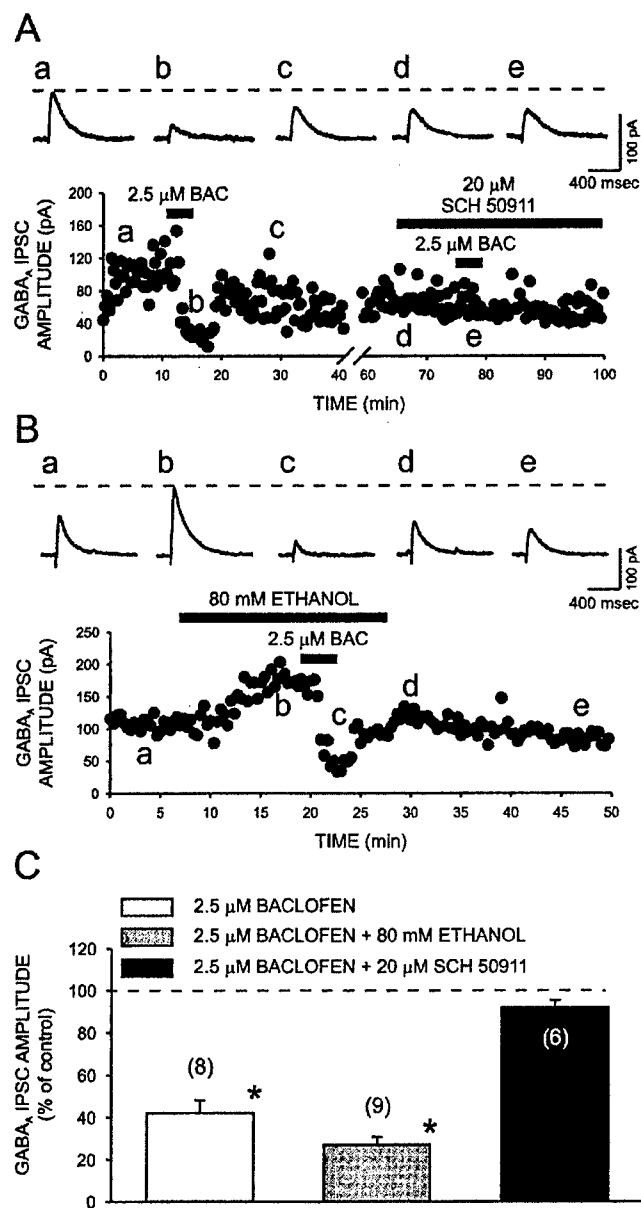 A
a b c d e
100 pA
400 msec
20 μM
SCH 50911
2.5 μM BAC
2.5 μM BAC
a
c
b
d
e
GABAA IPSC
AMPLITUDE (pA)
200
160
120
80
40
0
0 10 20 30 40 60 70 80 90 100
TIME (min)
B
a b c d e
100 pA
400 msec
80 mM ETHANOL
2.5 μM BAC
a
b
c
d
e
GABAA IPSC
AMPLITUDE (pA)
250
200
150
100
50
0
0 5 10 15 20 25 30 35 40 45 50
TIME (min)
C
2.5 μM BACLOFEN
2.5 μM BACLOFEN + 80 mM ETHANOL
2.5 μM BACLOFEN + 20 μM SCH 50911
GABAA IPSC AMPLITUDE
(% of control)
120
100
80
60
40
20
0
(8) *
(9) *
(6)